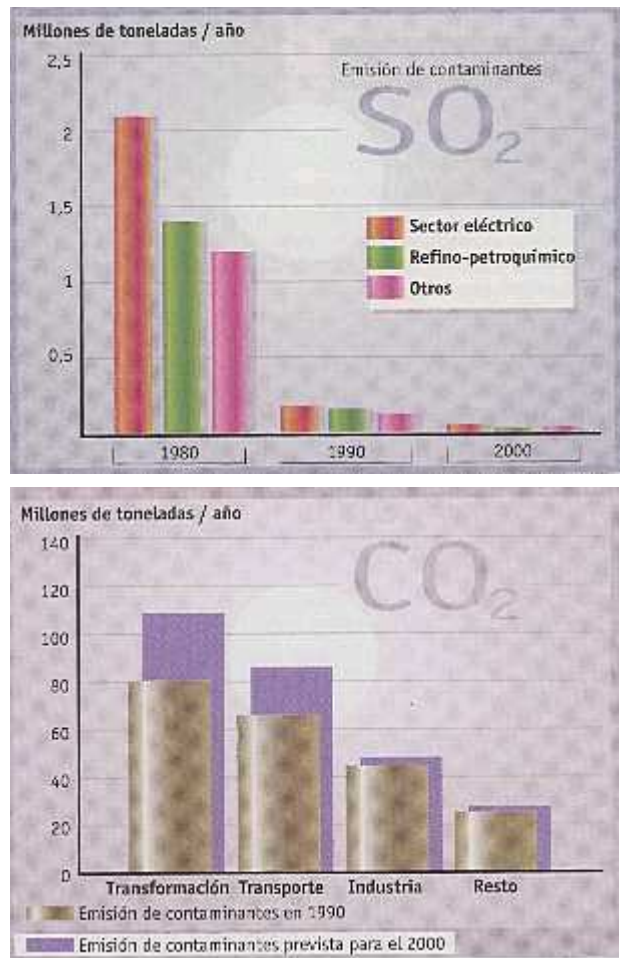 Millones de toneladas / año
Emisión de contaminantes
SO₂
2,5
2
1,5
1
0,5
Sector eléctrico
Refino-petroquímico
Otros
1980 1990 2000
Millones de toneladas / año
CO₂
140
120
100
80
60
40
20
0
Transformación Transporte Industria Resto
Emisión de contaminantes en 1990
Emisión de contaminantes prevista para el 2000